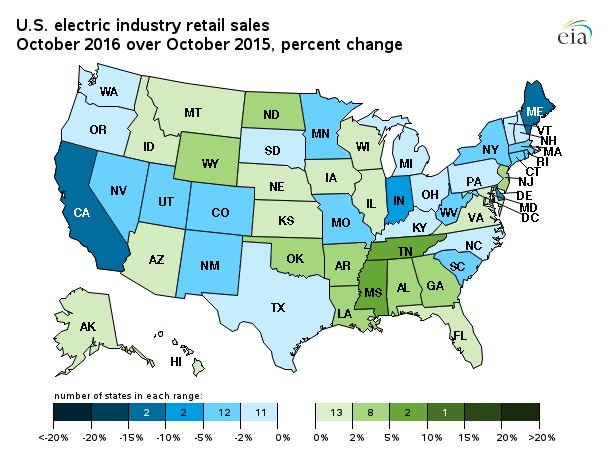 U.S. electric industry retail sales
October 2016 over October 2015, percent change
eia
WA
MT
ND
MN
ME
OR
ID
SD
WI
MI
NY
VT
NH
MA
RI
CT
NJ
WY
NE
IA
PA
NV
UT
CO
IL
IN
OH
DE
MD
DC
CA
KS
MO
WV
VA
KY
AZ
NM
OK
AR
TN
NC
SC
TX
LA
MS
AL
GA
AK
HI
FL
number of states in each range:
2 2 12 11 13 8 2 1
<-20% -20% -15% -10% -5% -2% 0% 0% 2% 5% 10% 15% 20% >20%